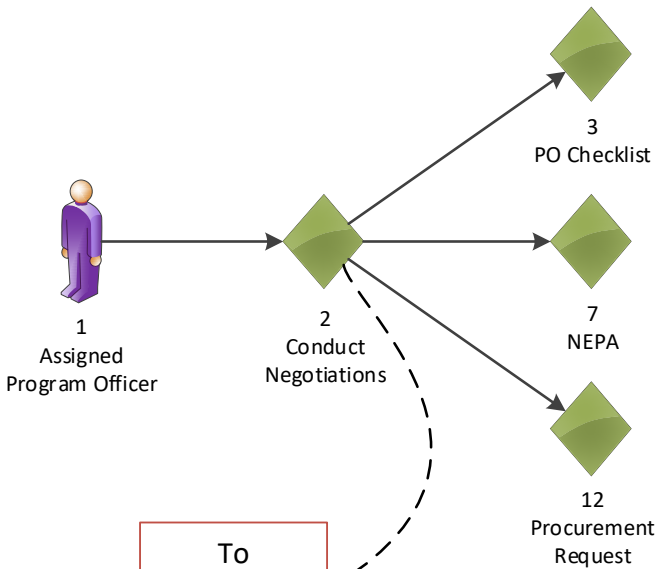 3
PO Checklist
1
Assigned
Program Officer
2
Conduct
Negotiations
7
NEPA
12
Procurement
Request
To